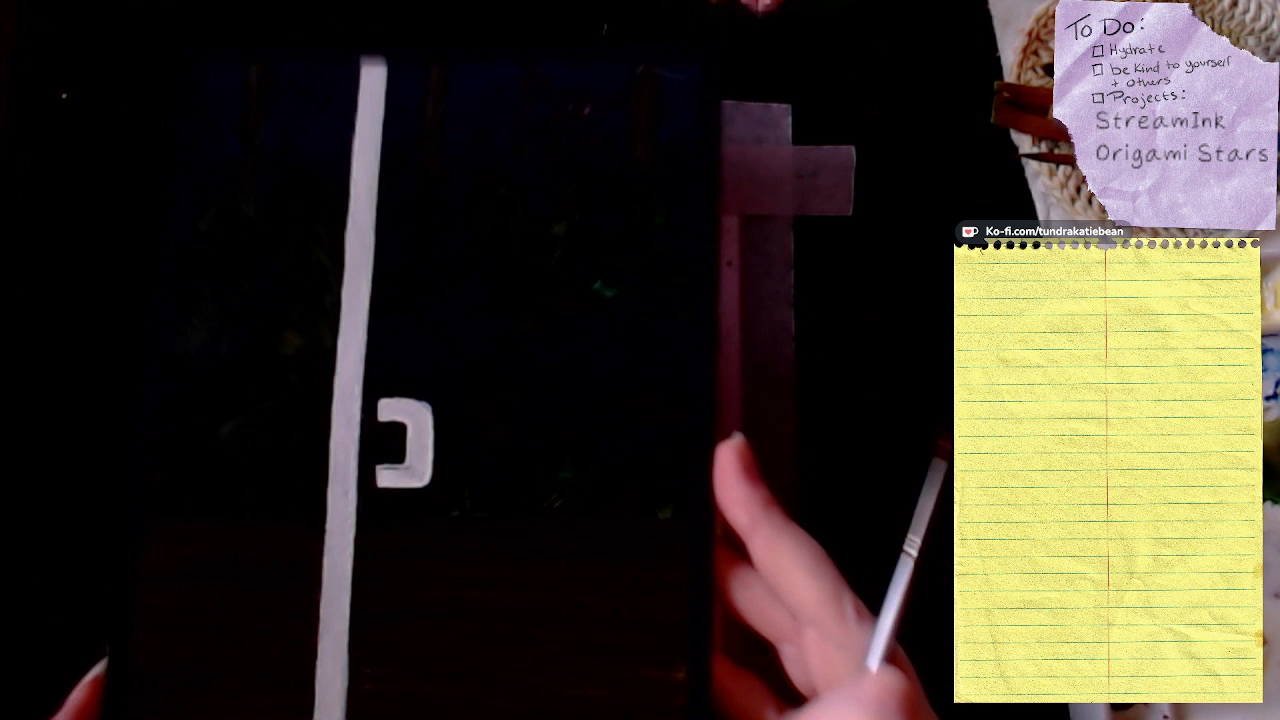 To Do:
Hydrate
be Kind to yourself
+ others
Projects:
StreamInk
Origami Stars
Ko-fi.com/tundrakatiebean